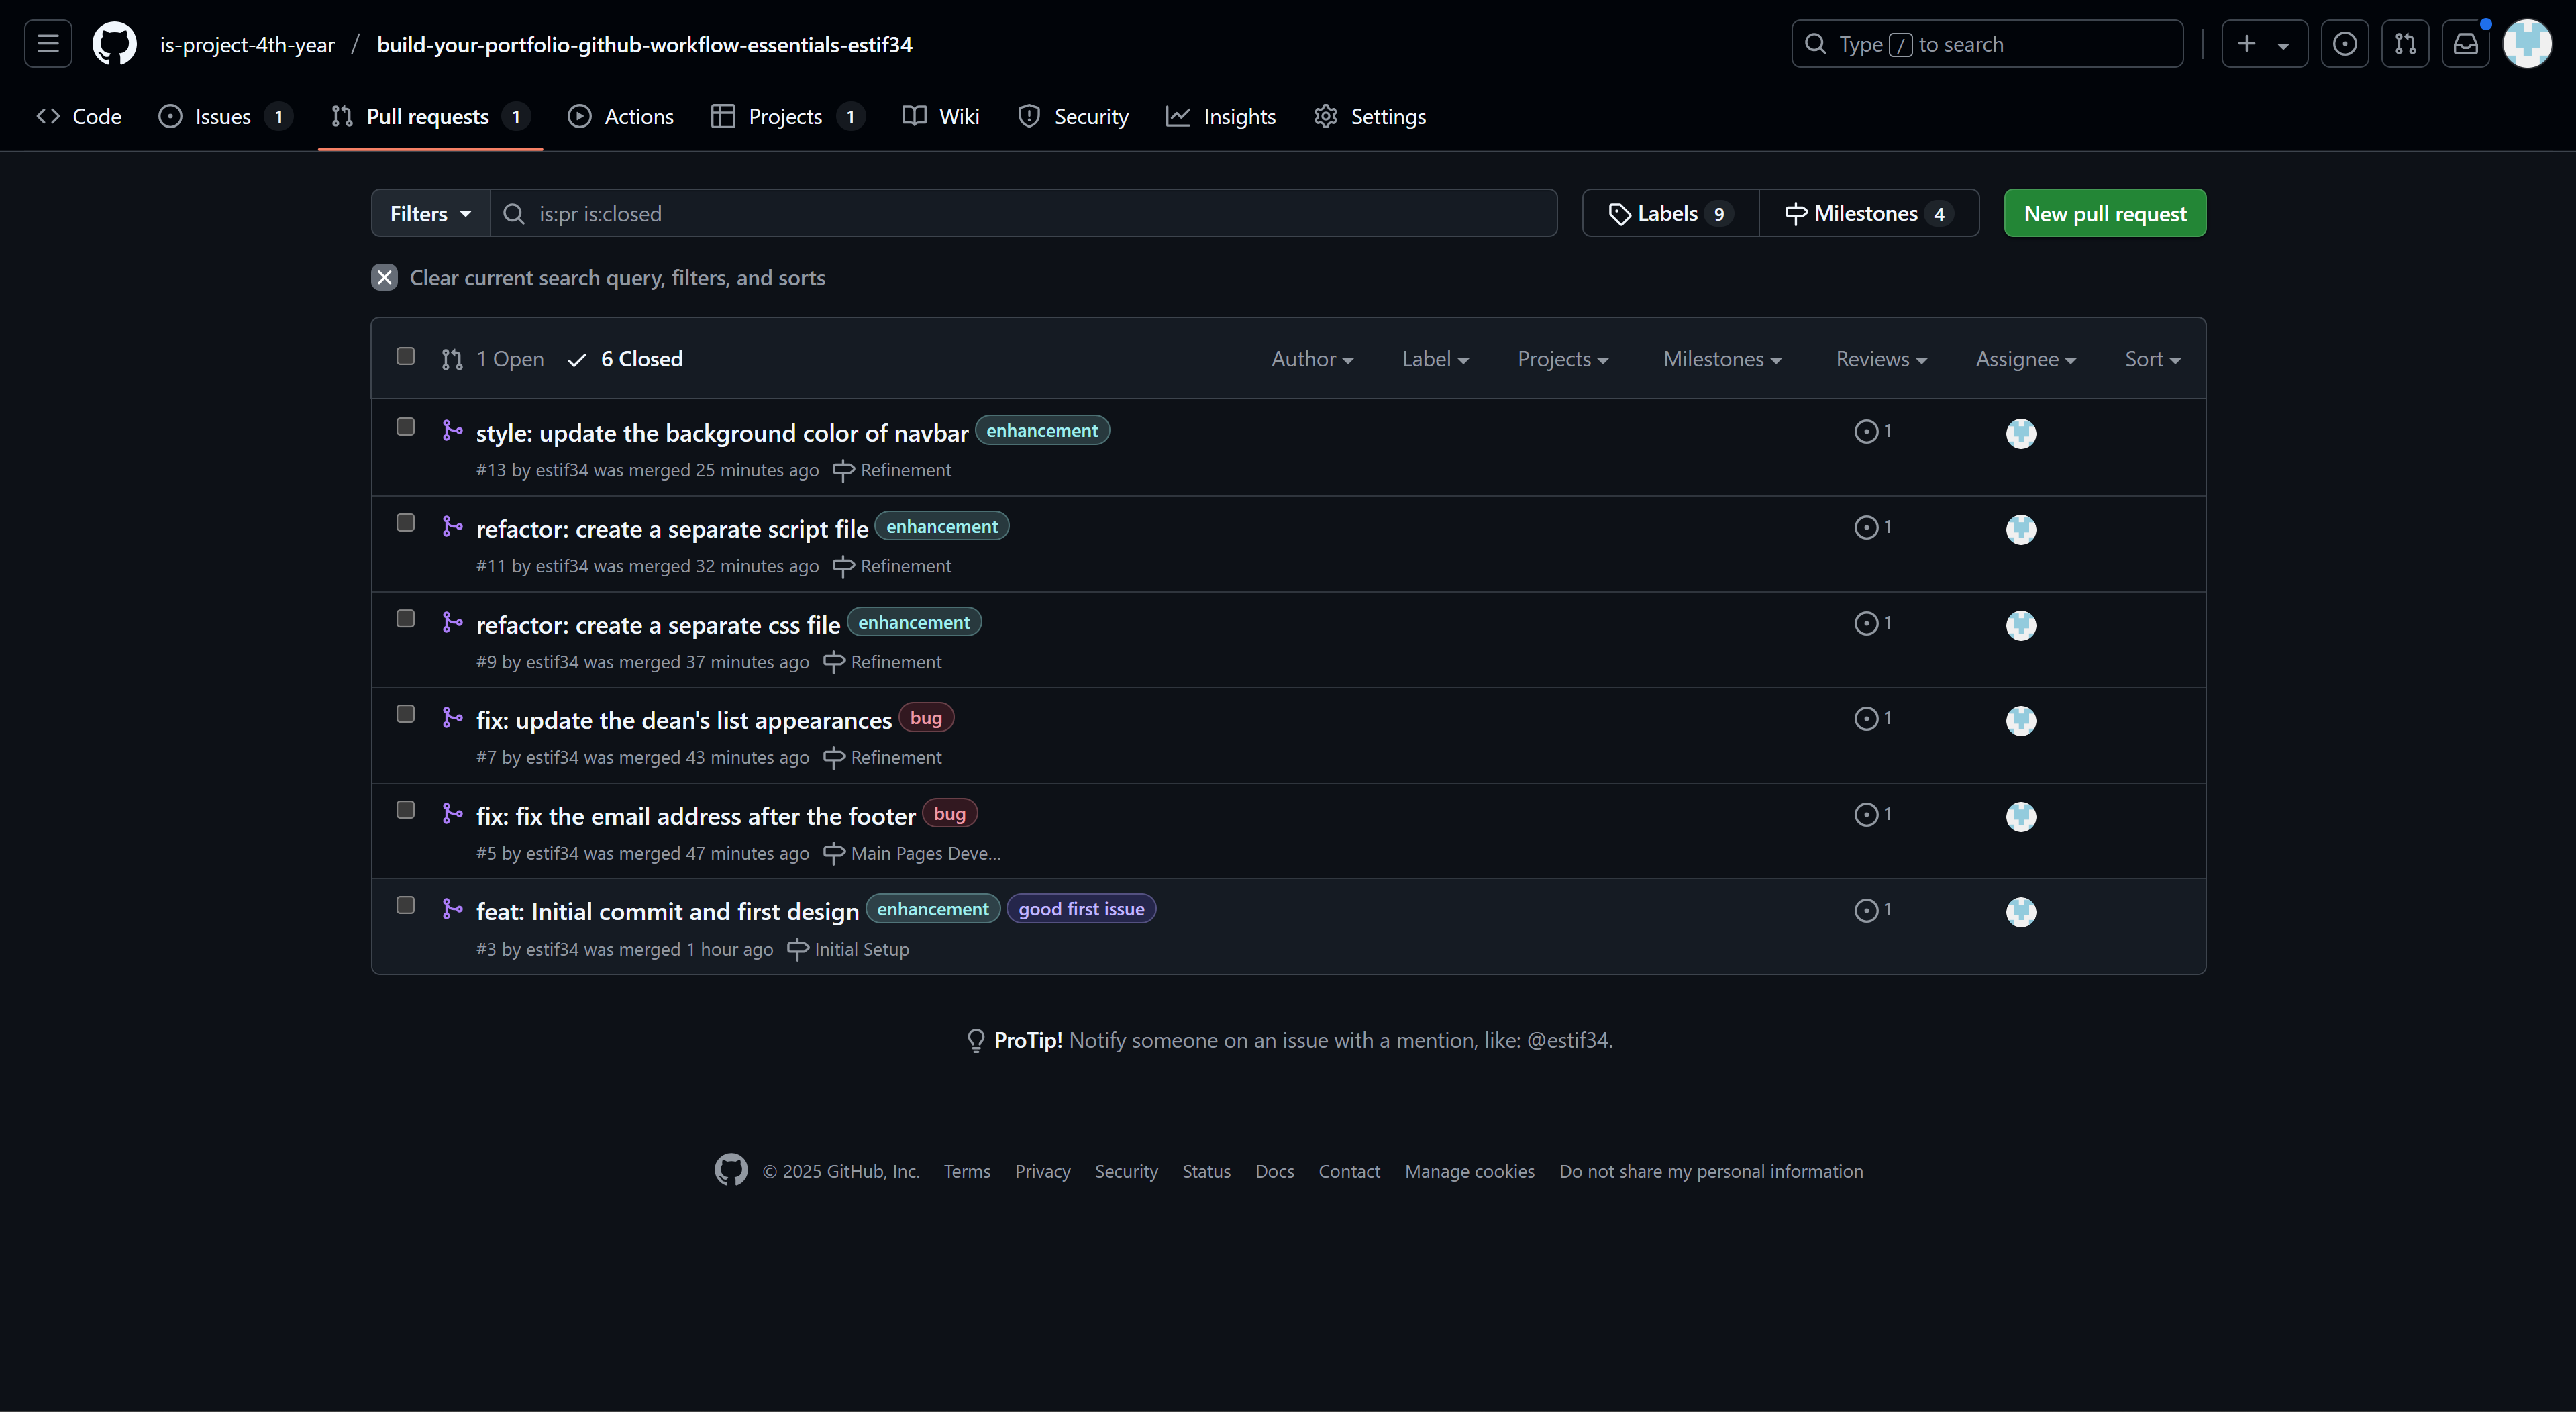 is-project-4th-year / build-your-portfolio-github-workflow-essentials-estif34
Type / to search
Code Issues 1 Pull requests 1 Actions Projects 1 Wiki Security Insights Settings
Filters is:pr is:closed Labels 9 Milestones 4 New pull request
Clear current search query, filters, and sorts
1 Open 6 Closed Author Label Projects Milestones Reviews Assignee Sort
style: update the background color of navbar enhancement 1
#13 by estif34 was merged 25 minutes ago Refinement
refactor: create a separate script file enhancement 1
#11 by estif34 was merged 32 minutes ago Refinement
refactor: create a separate css file enhancement 1
#9 by estif34 was merged 37 minutes ago Refinement
fix: update the dean's list appearances bug 1
#7 by estif34 was merged 43 minutes ago Refinement
fix: fix the email address after the footer bug 1
#5 by estif34 was merged 47 minutes ago Main Pages Deve...
feat: Initial commit and first design enhancement good first issue 1
#3 by estif34 was merged 1 hour ago Initial Setup
ProTip! Notify someone on an issue with a mention, like: @estif34.
© 2025 GitHub, Inc. Terms Privacy Security Status Docs Contact Manage cookies Do not share my personal information